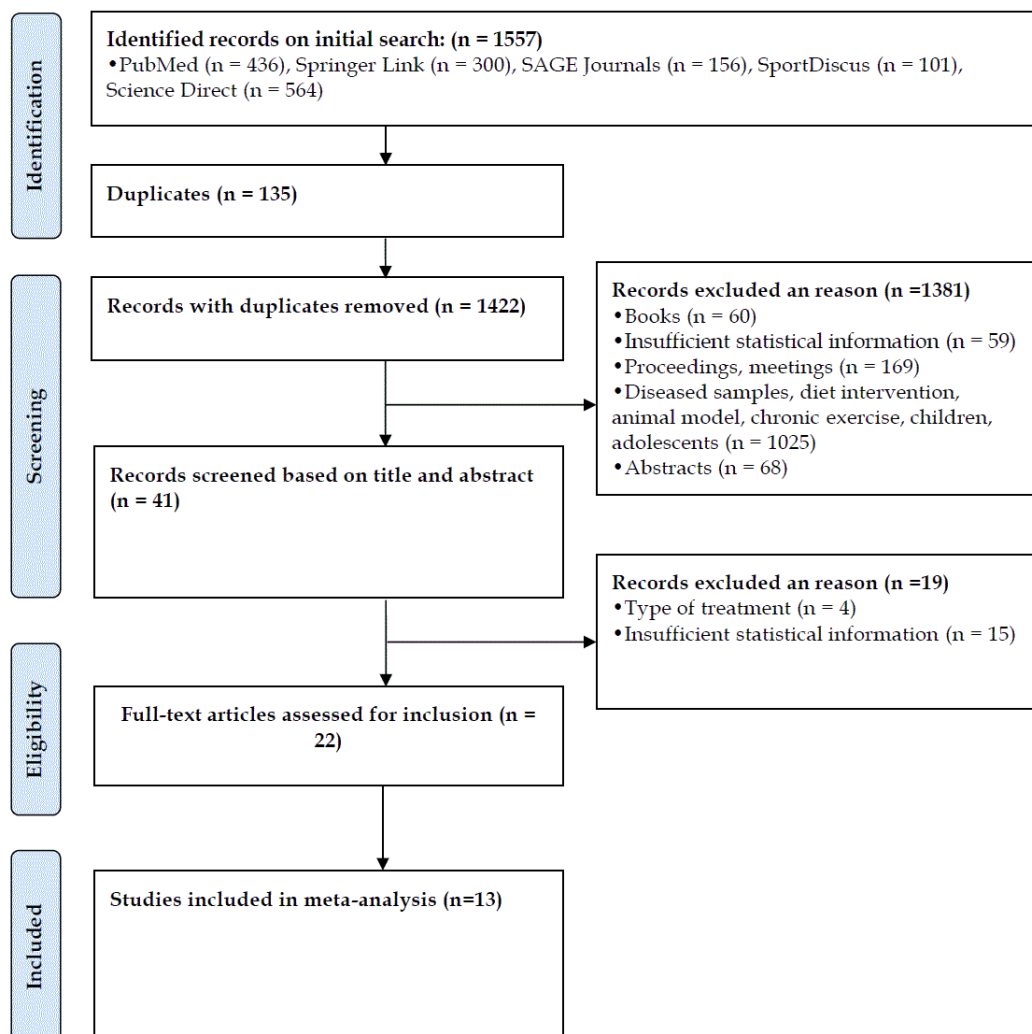 Identification
Identified records on initial search: (n = 1557)
•PubMed (n = 436), Springer Link (n = 300), SAGE Journals (n = 156), SportDiscus (n = 101),
Science Direct (n = 564)
Duplicates (n = 135)
Screening
Records with duplicates removed (n = 1422)
Records excluded an reason (n =1381)
•Books (n = 60)
•Insufficient statistical information (n = 59)
•Proceedings, meetings (n = 169)
•Diseased samples, diet intervention,
animal model, chronic exercise, children,
adolescents (n = 1025)
•Abstracts (n = 68)
Records screened based on title and abstract
(n = 41)
Records excluded an reason (n =19)
•Type of treatment (n = 4)
•Insufficient statistical information (n = 15)
Eligibility
Full-text articles assessed for inclusion (n =
22)
Included
Studies included in meta-analysis (n=13)